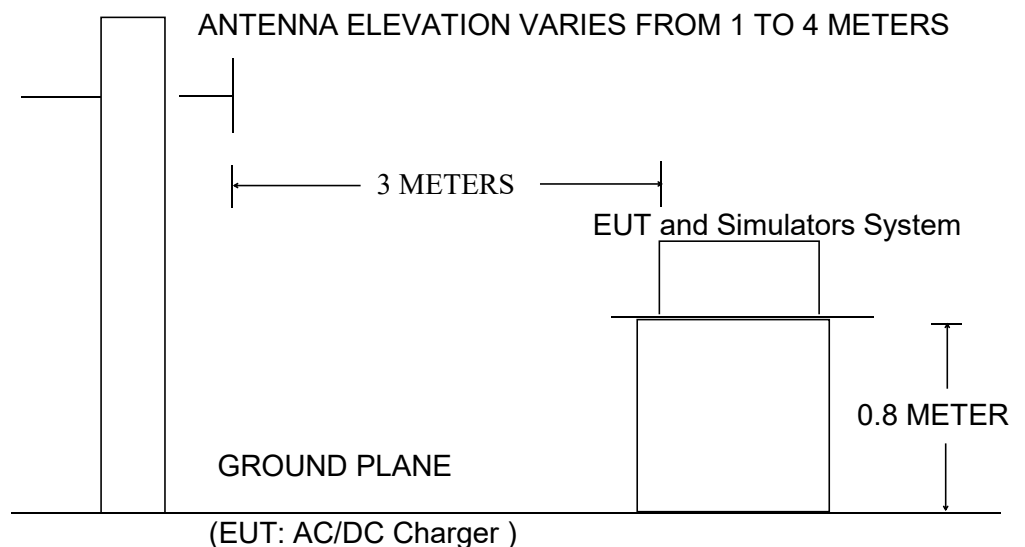 ANTENNA ELEVATION VARIES FROM 1 TO 4 METERS
3 METERS
EUT and Simulators System
0.8 METER
GROUND PLANE
(EUT: AC/DC Charger )